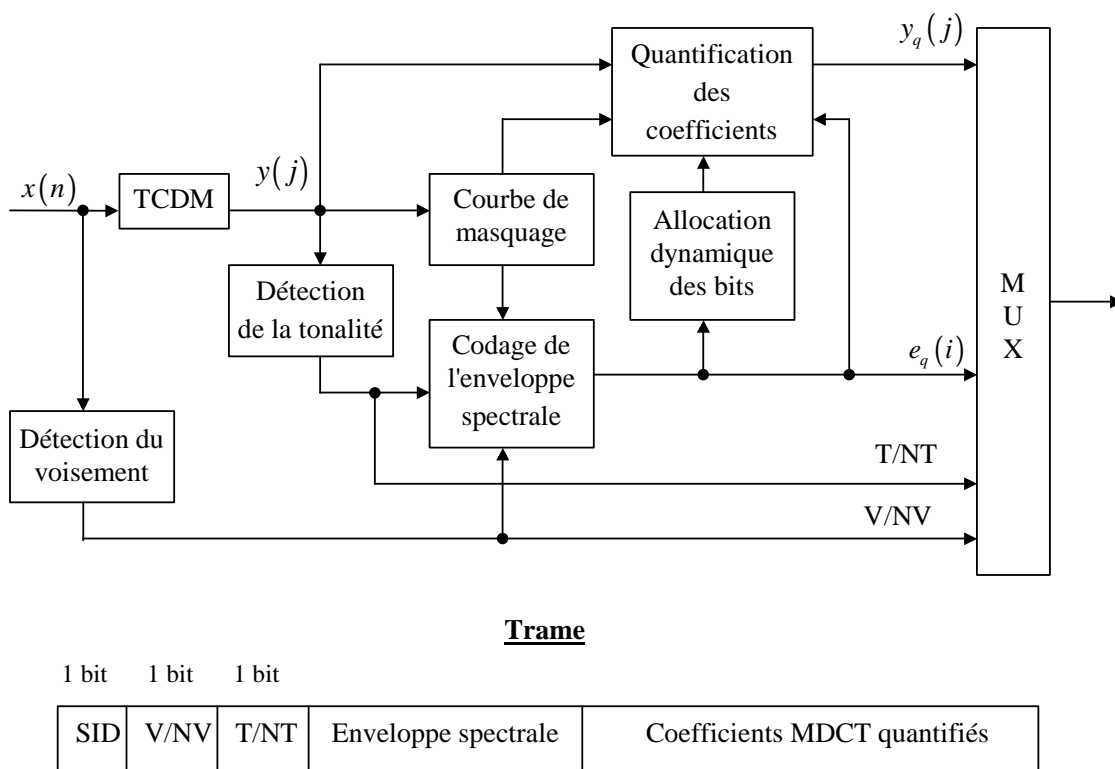 y_q(j)
Quantification
des
coefficients
x(n)
TCDM
y(j)
Courbe de
masquage
Allocation
dynamique
des bits
M
U
X
Détection
de la tonalité
Codage de
l'enveloppe
spectrale
e_q(i)
Détection du
voisement
T/NT
V/NV
Trame
1 bit 1 bit 1 bit
SID V/NV T/NT Enveloppe spectrale Coefficients MDCT quantifiés